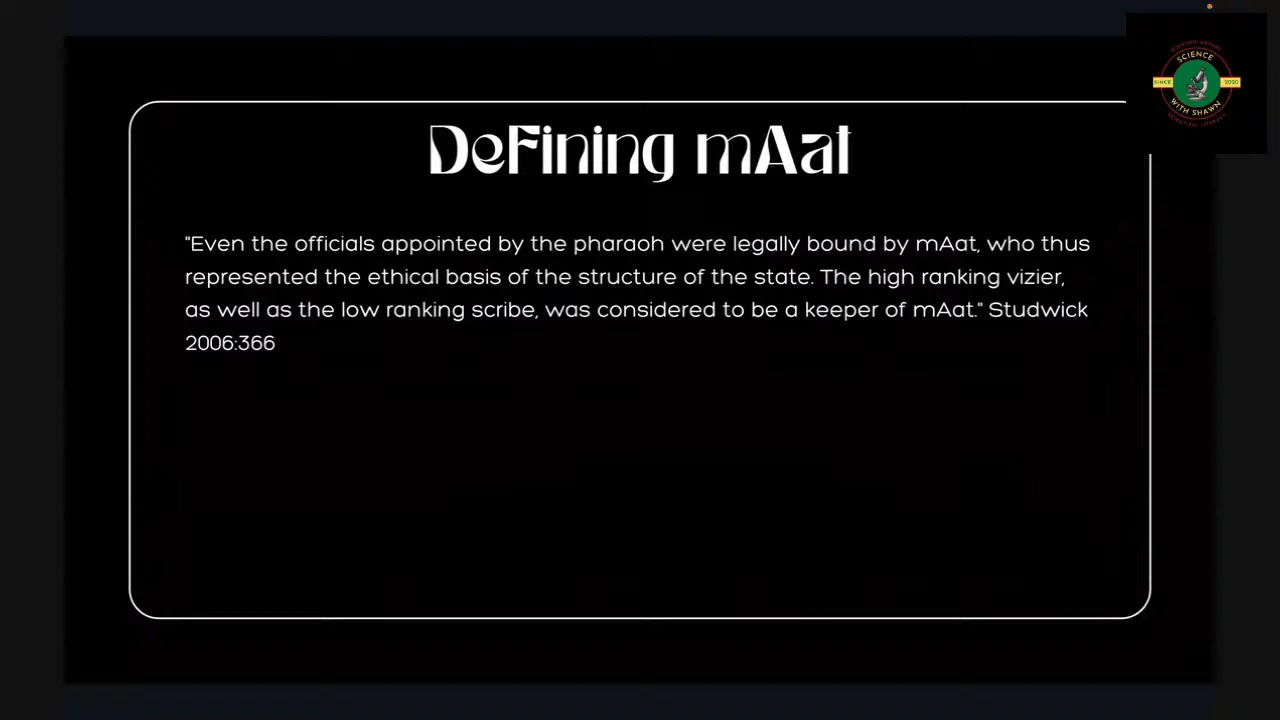 DeFining mAat
"Even the officials appointed by the pharaoh were legally bound by mAat, who thus
represented the ethical basis of the structure of the state. The high ranking vizier,
as well as the low ranking scribe, was considered to be a keeper of mAat." Studwick
2006:366
SCIENCE
SINCE 2020
WITH SHAWN